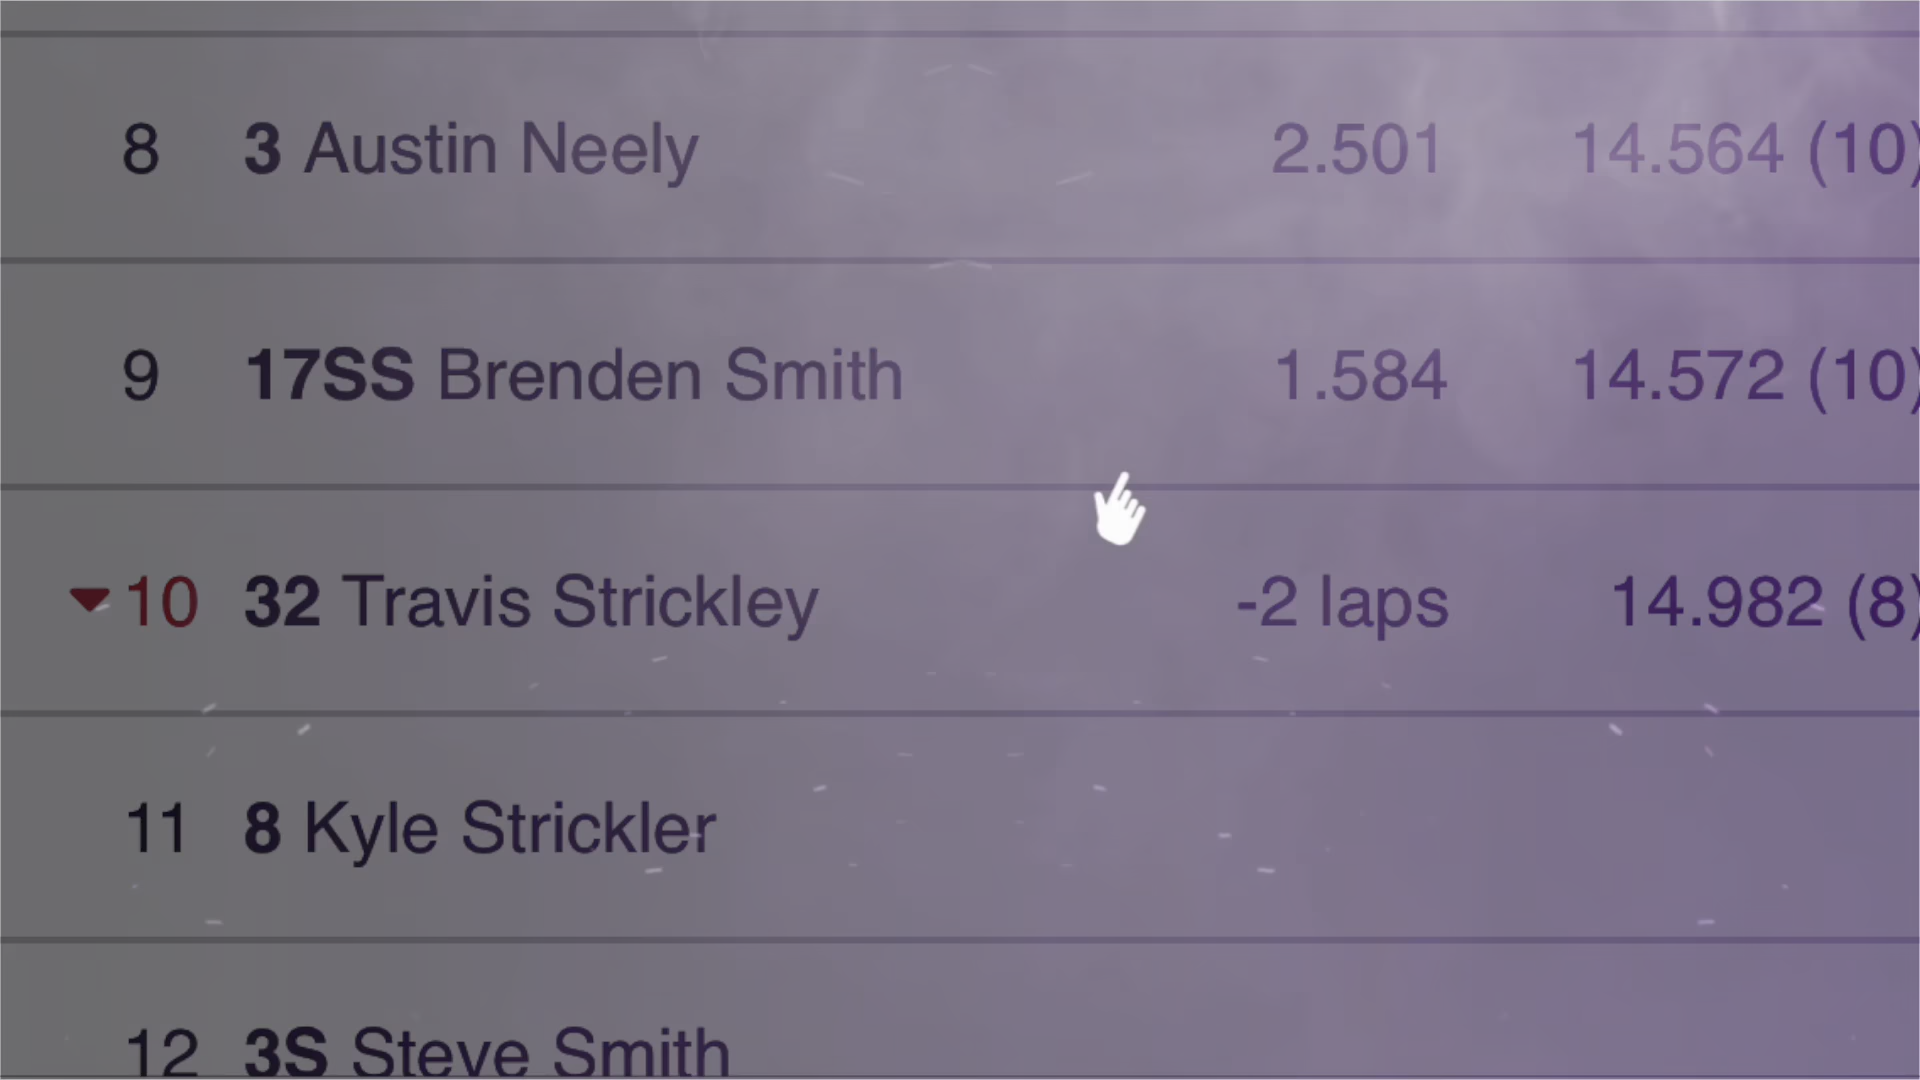 8 3 Austin Neely 2.501 14.564 (10)
9 17SS Brenden Smith 1.584 14.572 (10)
10 32 Travis Strickley -2 laps 14.982 (8)
11 8 Kyle Strickler
12 3S Steve Smith